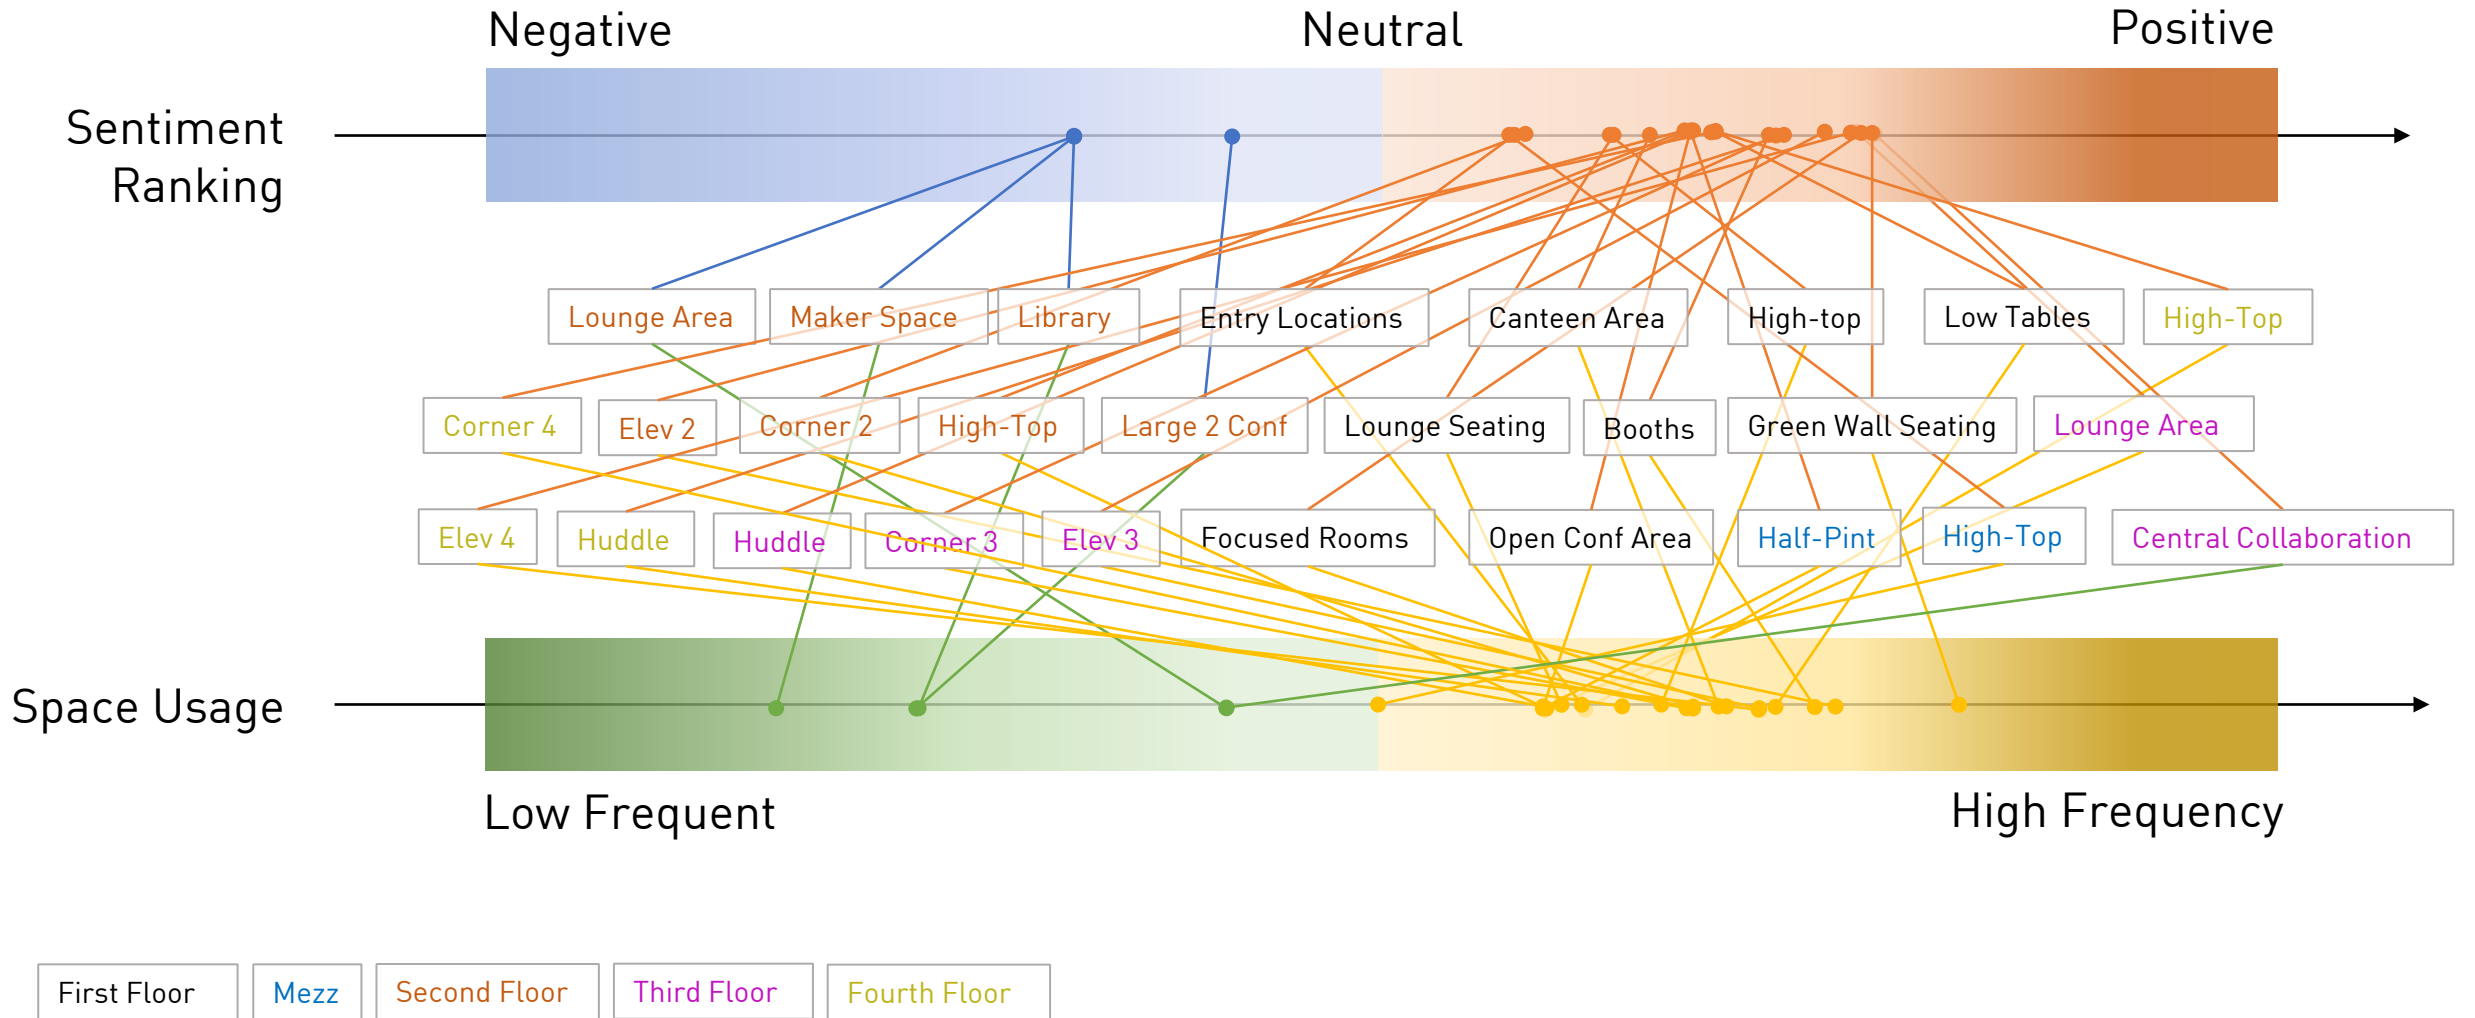 Negative
Neutral
Positive
Sentiment
Ranking
Lounge Area
Maker Space
Library
Entry Locations
Canteen Area
High-top
Low Tables
High-Top
Corner 4
Elev 2
Corner 2
High-Top
Large 2 Conf
Lounge Seating
Booths
Green Wall Seating
Lounge Area
Elev 4
Huddle
Huddle
Corner 3
Elev 3
Focused Rooms
Open Conf Area
Half-Pint
High-Top
Central Collaboration
Space Usage
Low Frequent
High Frequency
First Floor
Mezz
Second Floor
Third Floor
Fourth Floor